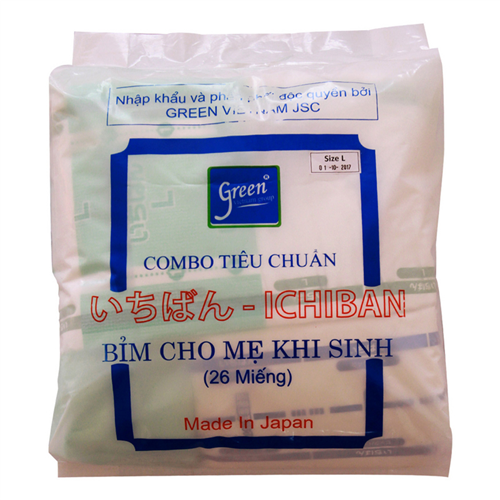 Nhập khẩu và phân phối độc quyền bởi
GREEN VIETNAM JSC
Size L
01-10-2017
Green
COMBO TIÊU CHUẨN
いちばん - ICHIBAN
BỈM CHO MẸ KHI SINH
(26 Miếng)
Made In Japan